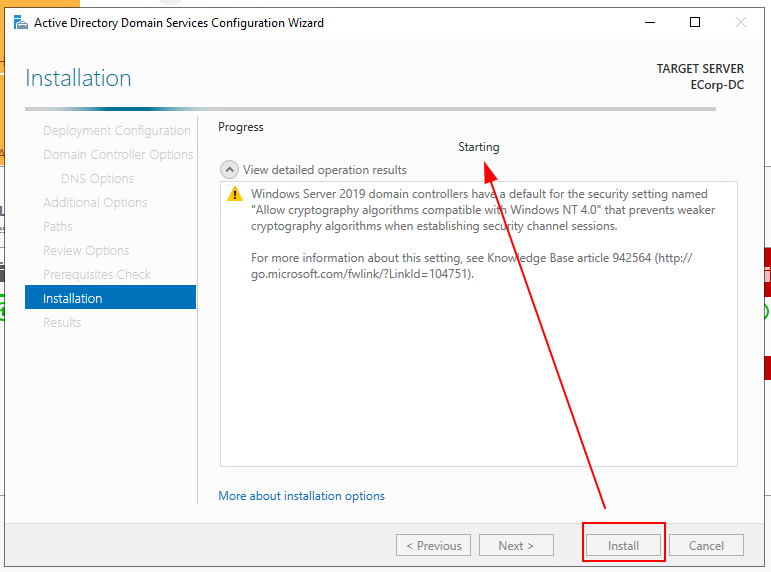 Active Directory Domain Services Configuration Wizard
Installation
TARGET SERVER
ECorp-DC
Deployment Configuration
Domain Controller Options
DNS Options
Additional Options
Paths
Review Options
Prerequisites Check
Installation
Results
Progress
Starting
View detailed operation results
Windows Server 2019 domain controllers have a default for the security setting named
"Allow cryptography algorithms compatible with Windows NT 4.0" that prevents weaker
cryptography algorithms when establishing security channel sessions.
For more information about this setting, see Knowledge Base article 942564 (http://
go.microsoft.com/fwlink/?LinkId=104751).
More about installation options
< Previous
Next >
Install
Cancel